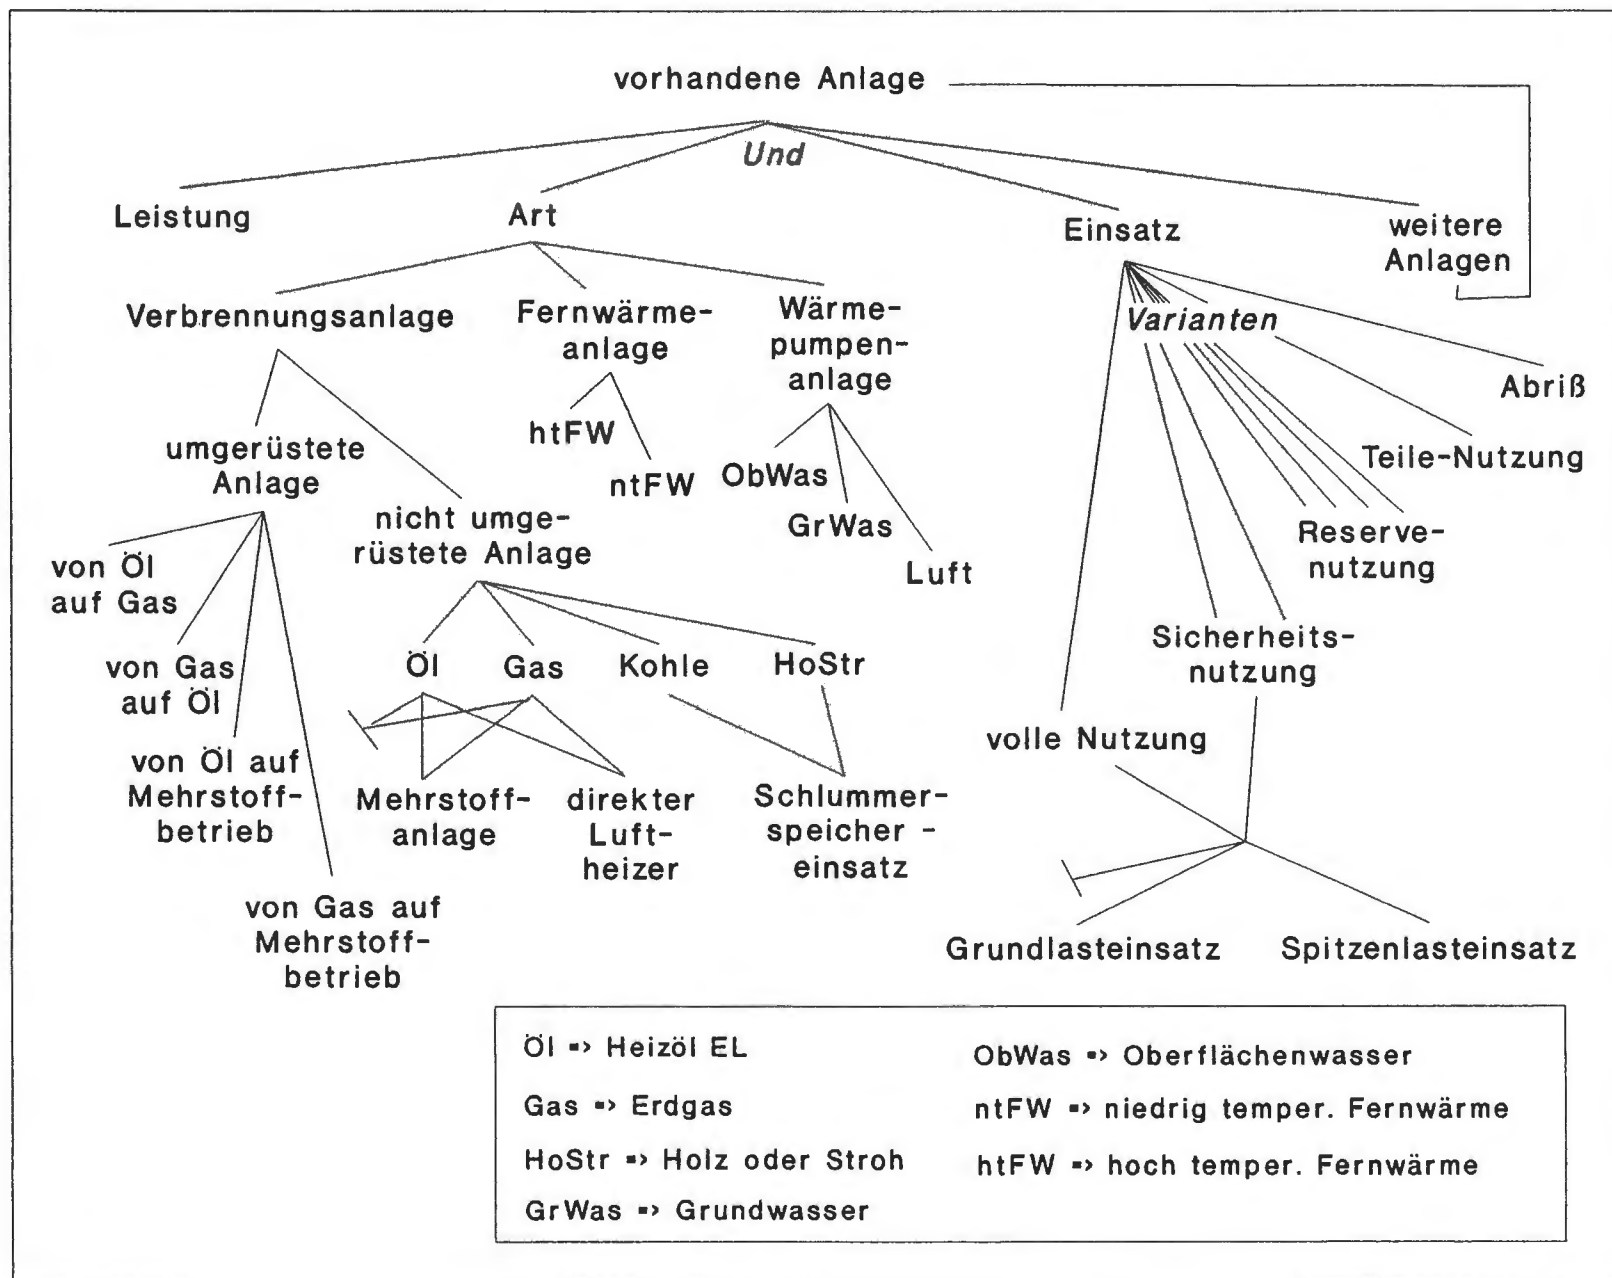 vorhandene Anlage
Und
Leistung
Art
Einsatz
weitere
Anlagen
Verbrennungsanlage
Fernwärme-
anlage
Wärme-
pumpen-
anlage
Varianten
Abriß
umgerüstete
Anlage
htFW
ntFW
ObWas
GrWas
Luft
Teile-Nutzung
nicht umge-
rüstete Anlage
Reserve-
nutzung
von Öl
auf Gas
von Gas
auf Öl
von Öl auf
Mehrstoff-
betrieb
von Gas auf
Mehrstoff-
betrieb
Öl
Gas
Kohle
HoStr
Sicherheits-
nutzung
volle Nutzung
Mehrstoff-
anlage
direkter
Luft-
heizer
Schlummer-
speicher -
einsatz
Grundlasteinsatz
Spitzenlasteinsatz
Öl => Heizöl EL
Gas => Erdgas
HoStr => Holz oder Stroh
GrWas => Grundwasser
ObWas => Oberflächenwasser
ntFW => niedrig temper. Fernwärme
htFW => hoch temper. Fernwärme